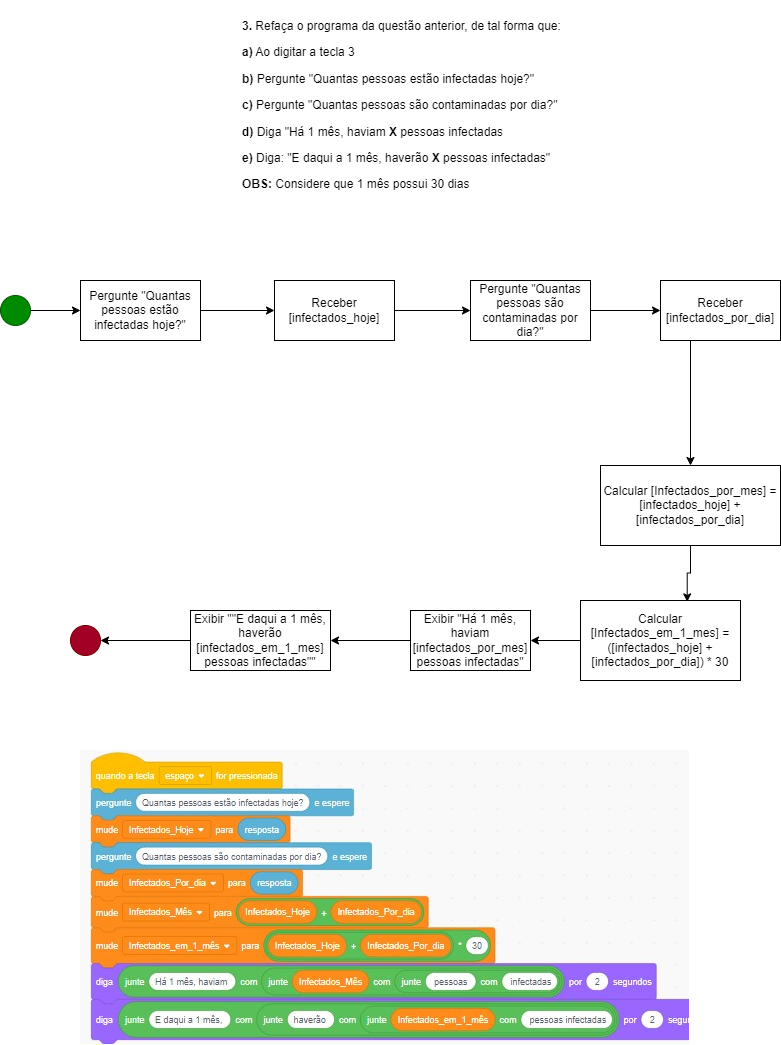 3. Refaça o programa da questão anterior, de tal forma que:
a) Ao digitar a tecla 3
b) Pergunte "Quantas pessoas estão infectadas hoje?"
c) Pergunte "Quantas pessoas são contaminadas por dia?"
d) Diga "Há 1 mês, haviam X pessoas infectadas
e) Diga: "E daqui a 1 mês, haverão X pessoas infectadas"
OBS: Considere que 1 mês possui 30 dias
Pergunte "Quantas
pessoas estão
infectadas hoje?"
Receber
[infectados_hoje]
Pergunte "Quantas
pessoas são
contaminadas por
dia?"
Receber
[infectados_por_dia]
Calcular [Infectados_por_mes] =
[infectados_hoje] +
[infectados_por_dia]
Calcular
[Infectados_em_1_mes] =
([infectados_hoje] +
[infectados_por_dia]) * 30
Exibir "Há 1 mês,
haviam
[infectados_por_mes]
pessoas infectadas"
Exibir ""E daqui a 1 mês,
haverão
[infectados_em_1_mes]
pessoas infectadas""
quando a tecla espaço for pressionada
pergunte Quantas pessoas estão infectadas hoje? e espere
mude Infectados_Hoje para resposta
pergunte Quantas pessoas são contaminadas por dia? e espere
mude Infectados_Por_dia para resposta
mude Infectados_Mês para Infectados_Hoje + Infectados_Por_dia
mude Infectados_em_1_mês para Infectados_Hoje + Infectados_Por_dia * 30
diga junte Há 1 mês, haviam com junte Infectados_Mês com junte pessoas com infectadas por 2 segundos
diga junte E daqui a 1 mês, com junte haverão com junte Infectados_em_1_mês com pessoas infectadas por 2 segu